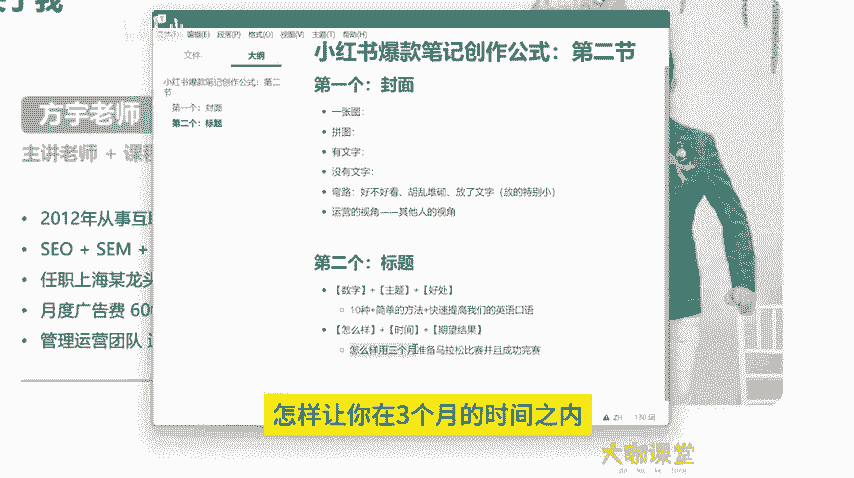 关于我
编辑(E) 段落(P) 格式(O) 视图(V) 主题(T) 帮助(H)
文件
大纲
小红书爆款笔记创作公式：第二节
第一个：封面
第二个：标题
小红书爆款笔记创作公式：第二节
第一个：封面
一张图：
拼图：
有文字：
没有文字：
弯路：好不好看、胡乱堆砌、放了文字（放的特别小）
运营的视角——其他人的视角
第二个：标题
【数字】+【主题】+【好处】
10种+简单的方法+快速提高我们的英语口语
【怎么样】+【时间】+【期望结果】
怎么样用三个月准备马拉松比赛并且成功完赛
ZH
130 词
方宇老师
主讲老师 + 课
2012年从事互
SEO + SEM +
任职上海某龙头
月度广告费 60
管理运营团队
怎样让你在3个月的时间之内
大咖课堂